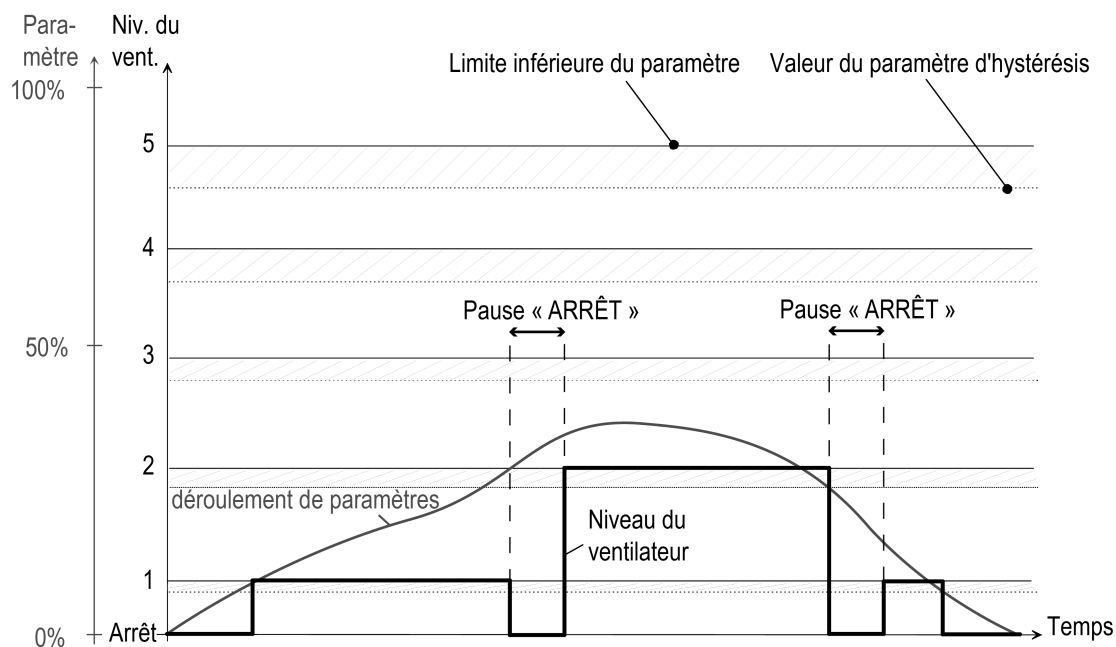 Para-
mètre
Niv. du
vent.
100%
Limite inférieure du paramètre
Valeur du paramètre d'hystérésis
5
4
Pause « ARRÊT »
Pause « ARRÊT »
50%
3
2
déroulement de paramètres
Niveau du
ventilateur
1
0%
Arrêt
Temps